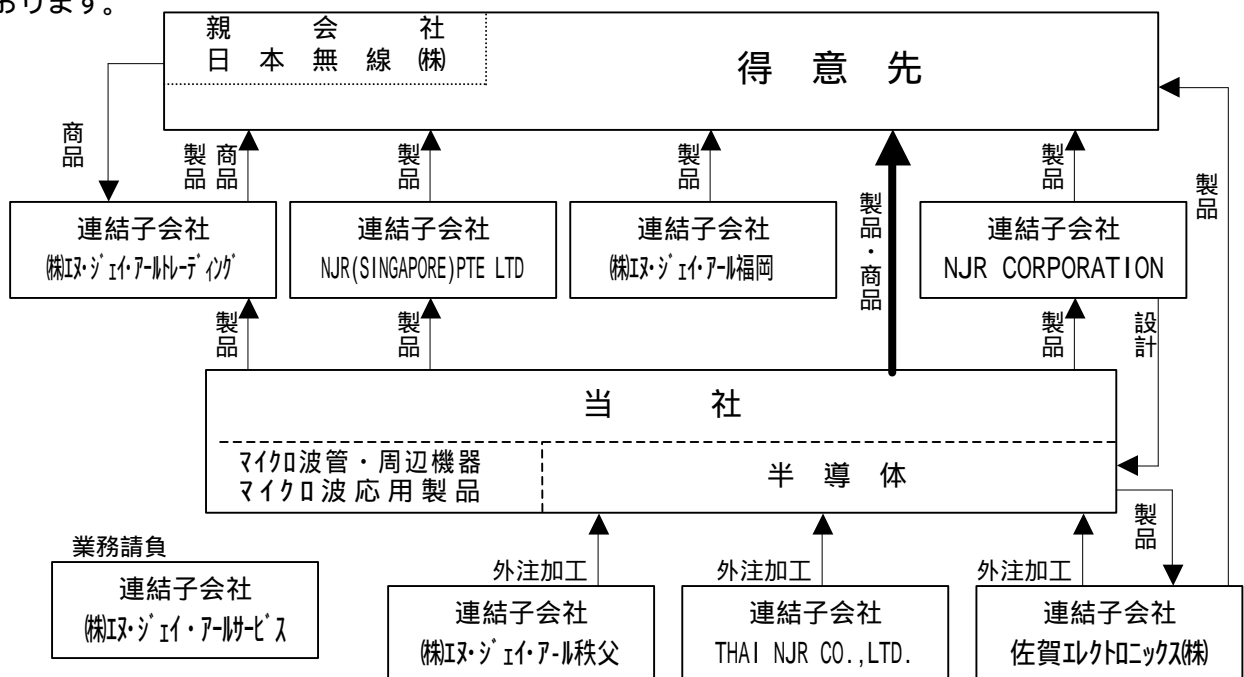 おります。
親会社
日本無線㈱
得意先
商品
製品
商品
製品
製品
製品・商品
製品
製品
連結子会社
㈱エヌ・ジェイ・アールトレーディング
連結子会社
NJR(SINGAPORE)PTE LTD
連結子会社
㈱エヌ・ジェイ・アール福岡
連結子会社
NJR CORPORATION
製品
製品
製品
設計
当社
マイクロ波管・周辺機器
マイクロ波応用製品
半導体
製品
業務請負
連結子会社
㈱エヌ・ジェイ・アールサービス
外注加工
連結子会社
㈱エヌ・ジェイ・アール秩父
外注加工
連結子会社
THAI NJR CO.,LTD.
外注加工
連結子会社
佐賀エレクトロニックス㈱